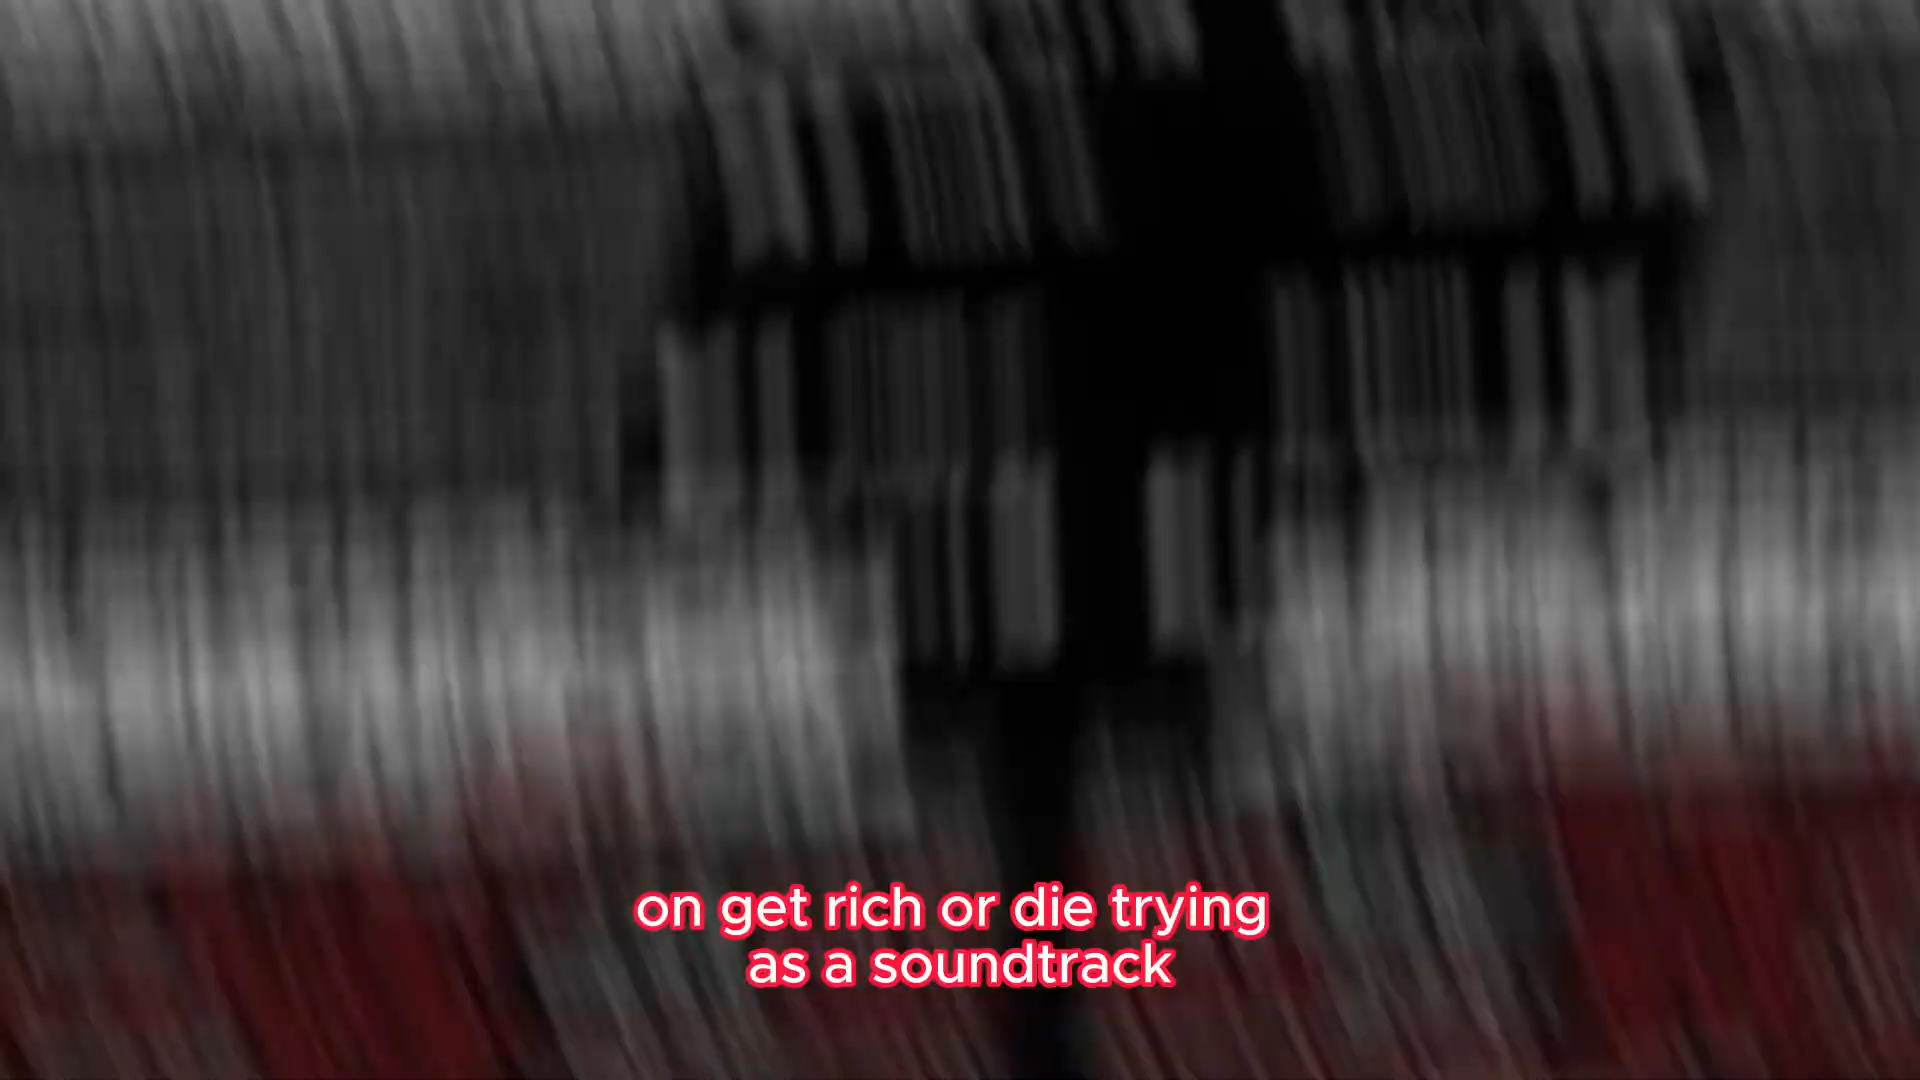 on get rich or die trying
as a soundtrack